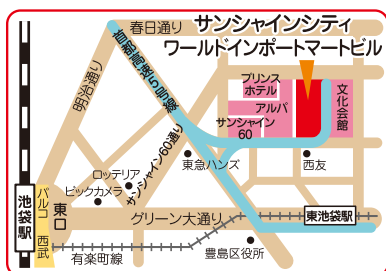 サンシャインシティ
ワールドインポートマートビル
春日通り
首都高速5号線
明治通り
プリンス
ホテル
アルパ
サンシャイン
60
文化会館
サンシャイン60通り
ロッテリア
ビックカメラ
東急ハンズ
西友
池袋駅
パルコ
西武
東口
グリーン大通り
東池袋駅
有楽町線
豊島区役所